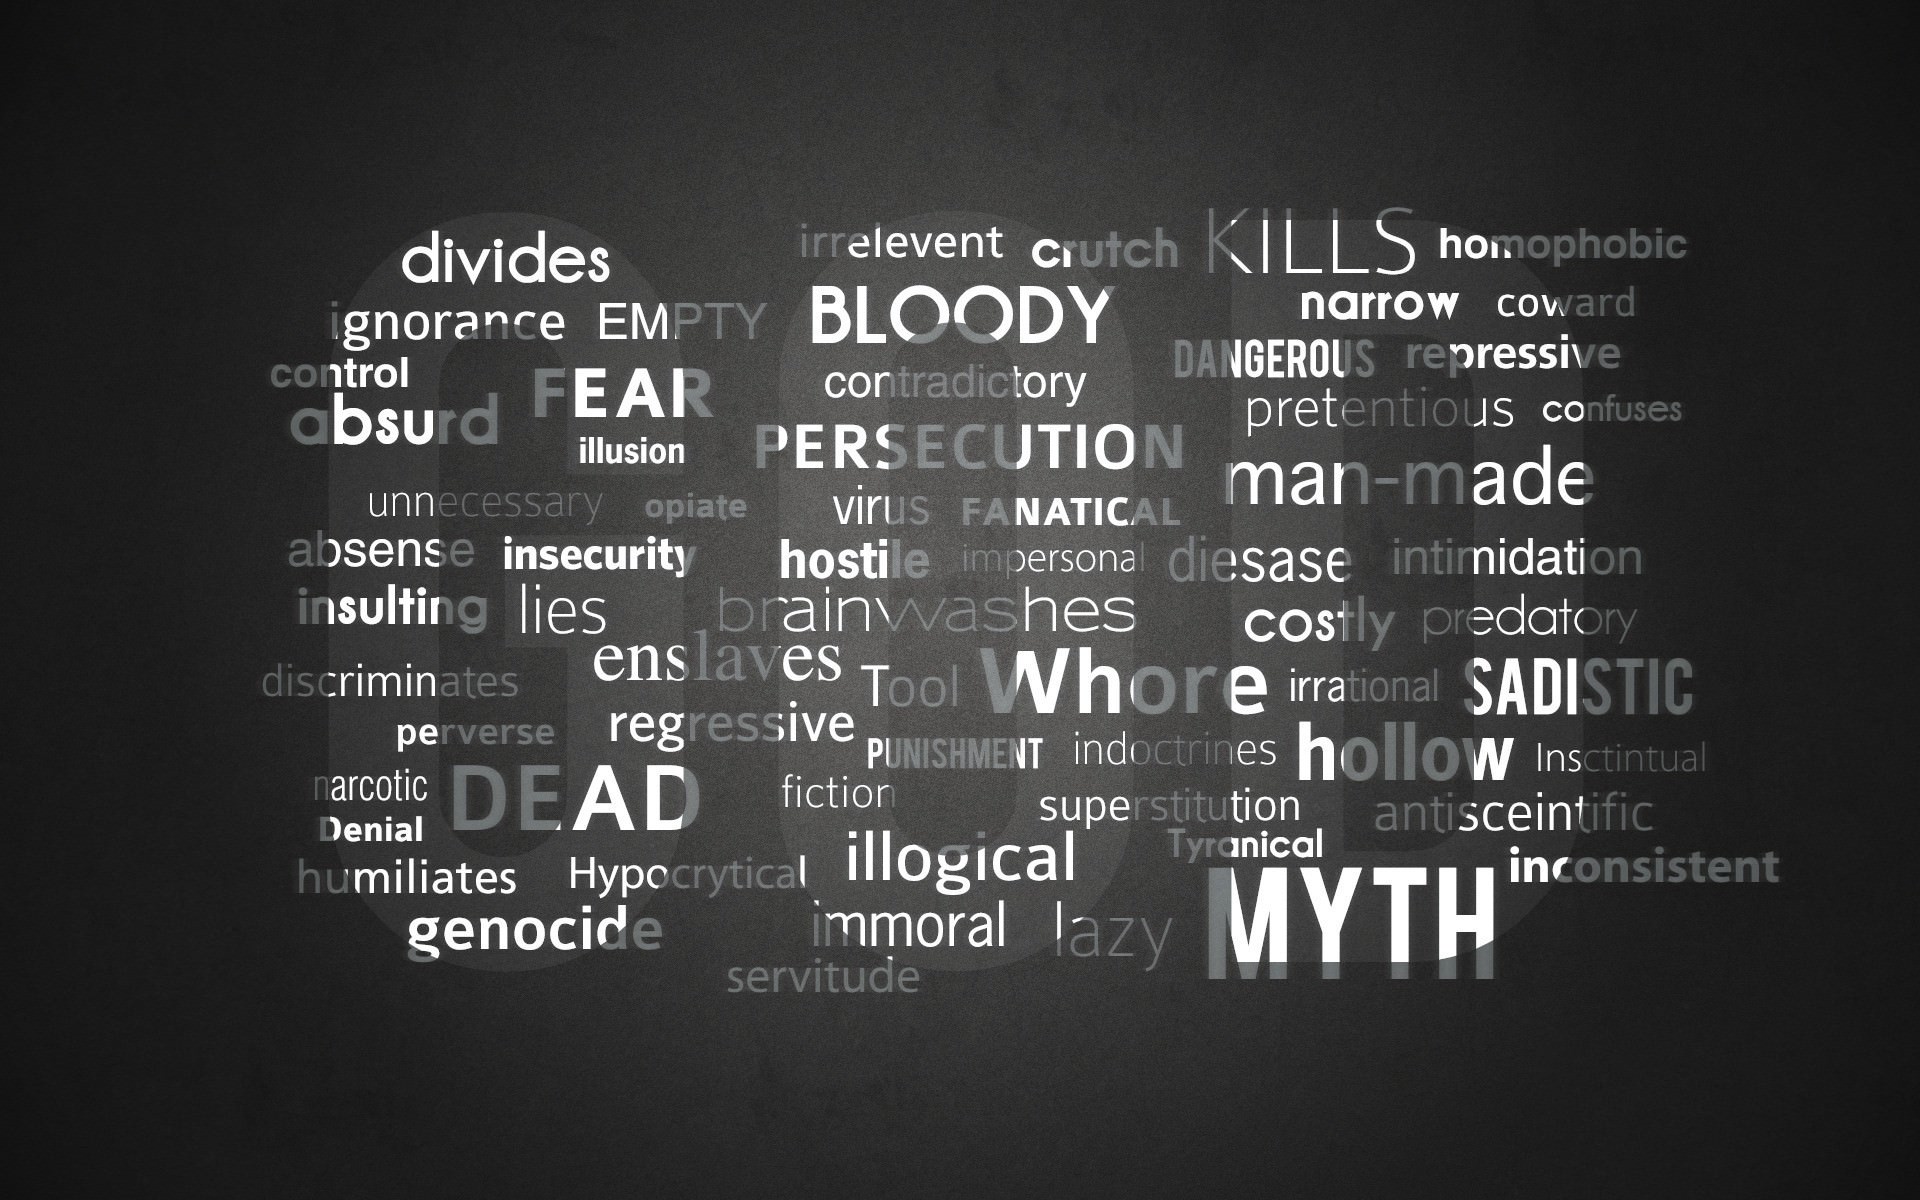 GOD
divides irrelevent crutch KILLS homophobic
ignorance EMPTY BLOODY narrow coward
control FEAR contradictory DANGEROUS repressive
absurd illusion PERSECUTION pretentious confuses
unnecessary opiate virus FANATICAL man-made
absense insecurity hostile impersonal diesase intimidation
insulting lies brainwashes costly predatory
discriminates enslaves Tool Whore irrational SADISTIC
perverse regressive PUNISHMENT indoctrines hollow Insctintual
narcotic DEAD fiction superstitution antisceintific
Denial illogical Tyranical
humiliates Hypocrytical MYTH inconsistent
genocide immoral lazy
servitude